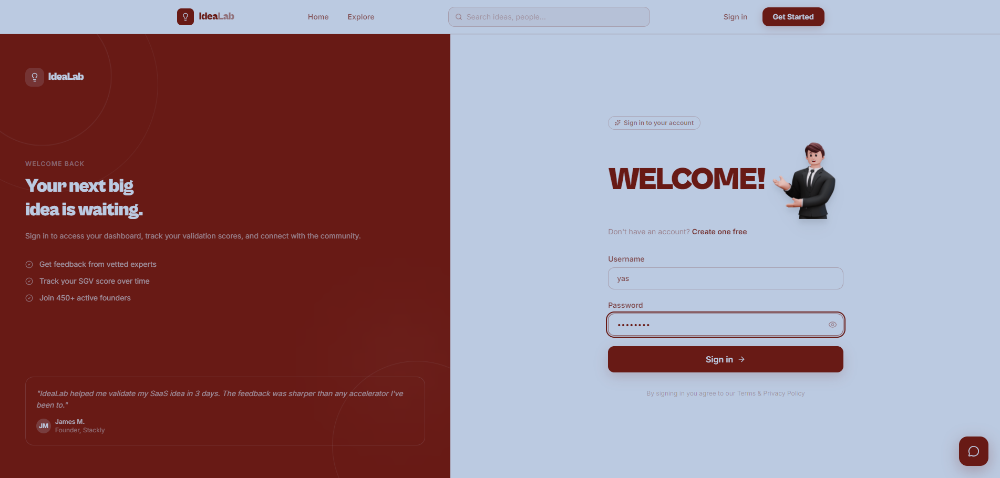 IdeaLab
Home
Explore
Search ideas, people...
Sign in
Get Started
IdeaLab
WELCOME BACK
Your next big
idea is waiting.
Sign in to access your dashboard, track your validation scores, and connect with the community.
Get feedback from vetted experts
Track your SGV score over time
Join 450+ active founders
"IdeaLab helped me validate my SaaS idea in 3 days. The feedback was sharper than any accelerator I've
been to."
JM
James M.
Founder, Stackly
Sign in to your account
WELCOME!
Don't have an account? Create one free
Username
yas
Password
••••••••
Sign in →
By signing in you agree to our Terms & Privacy Policy